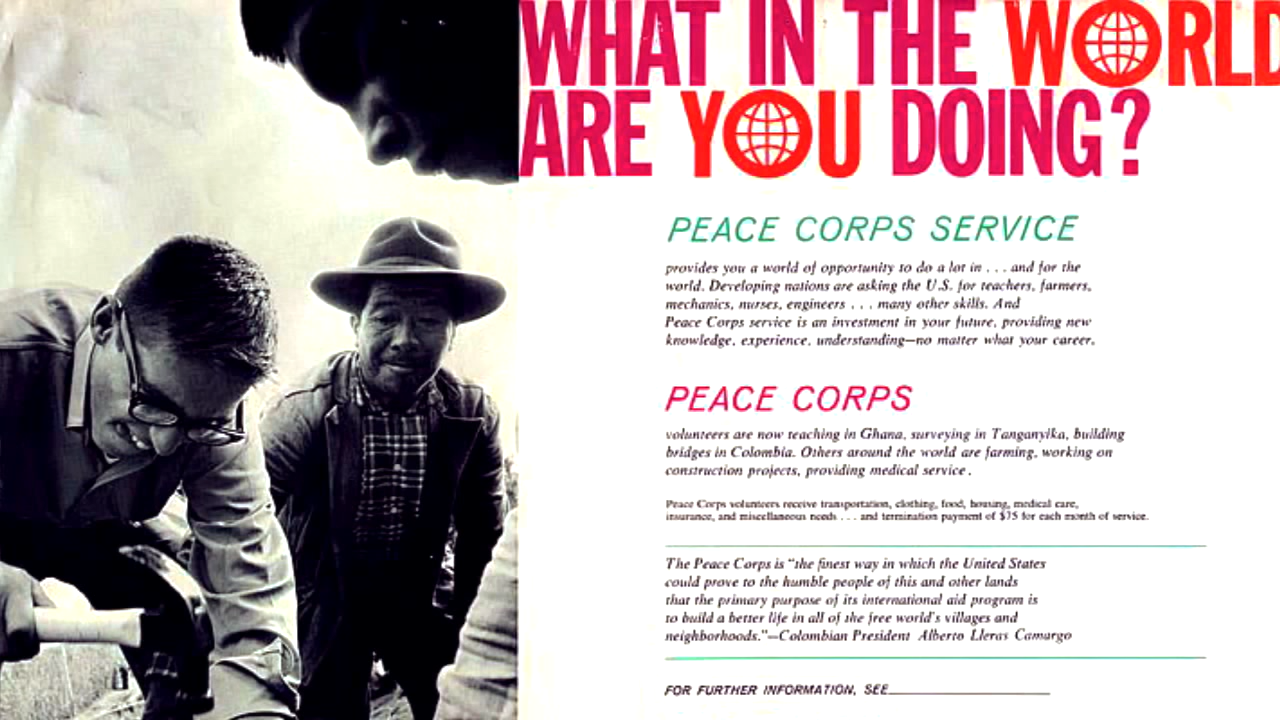 WHAT IN THE WORLD
ARE YOU DOING?
PEACE CORPS SERVICE
provides you a world of opportunity to do a lot in . . . and for the
world. Developing nations are asking the U.S. for teachers, farmers,
mechanics, nurses, engineers . . . many other skills. And
Peace Corps service is an investment in your future, providing new
knowledge, experience, understanding—no matter what your career.
PEACE CORPS
volunteers are now teaching in Ghana, surveying in Tanganyika, building
bridges in Colombia. Others around the world are farming, working on
construction projects, providing medical service.
Peace Corps volunteers receive transportation, clothing, food, housing, medical care,
insurance, and miscellaneous needs . . . and termination payment of $75 for each month of service.
The Peace Corps is "the finest way in which the United States
could prove to the humble people of this and other lands
that the primary purpose of its international aid program is
to build a better life in all of the free world's villages and
neighborhoods."—Colombian President Alberto Lleras Camargo
FOR FURTHER INFORMATION, SEE